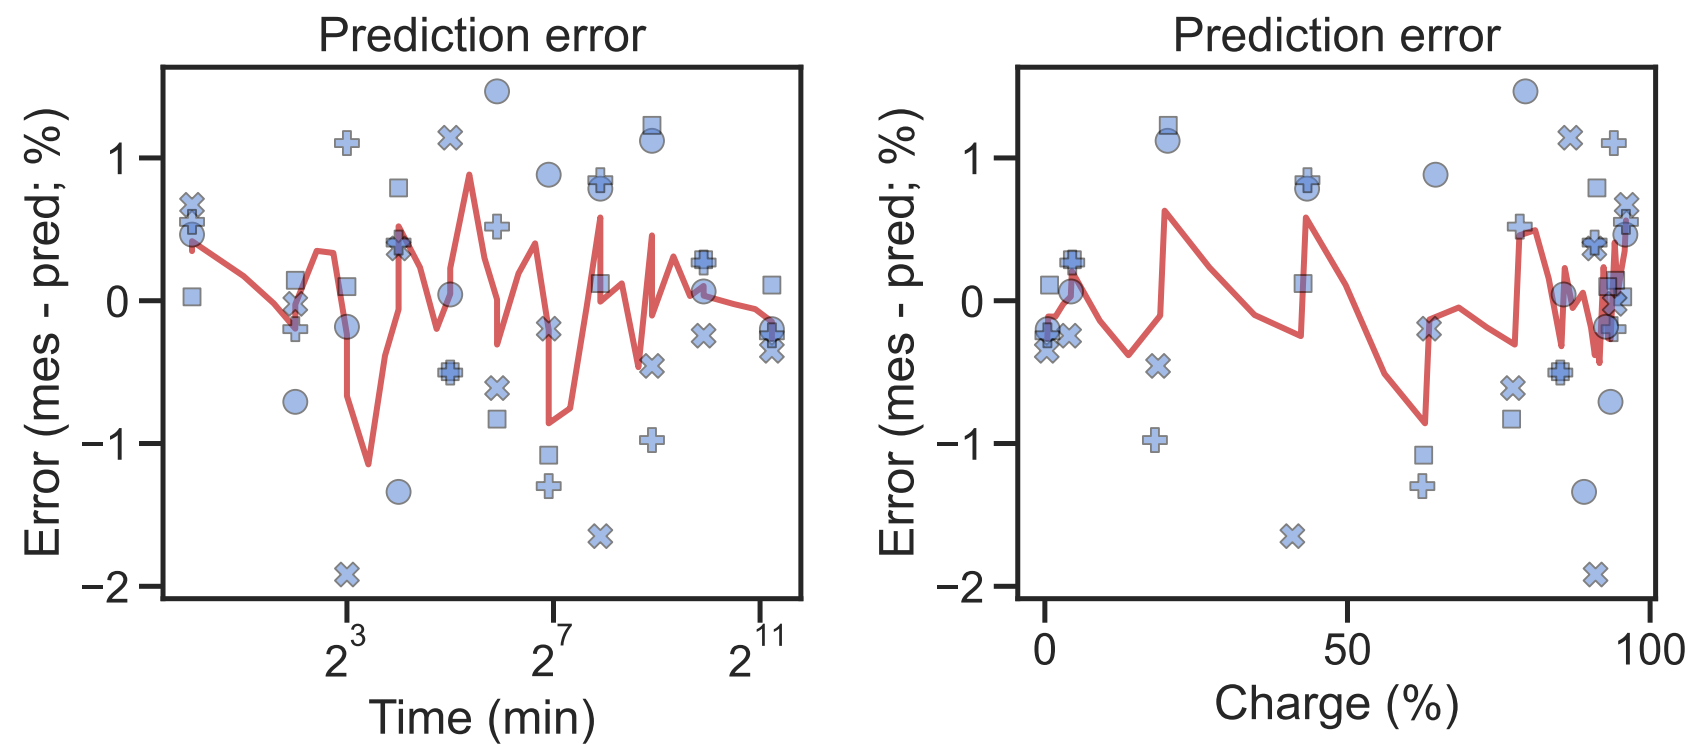 Prediction error
Error (mes - pred; %)
1
0
−1
−2
2^3
2^7
2^11
Time (min)
Prediction error
Error (mes - pred; %)
1
0
−1
−2
0
50
100
Charge (%)